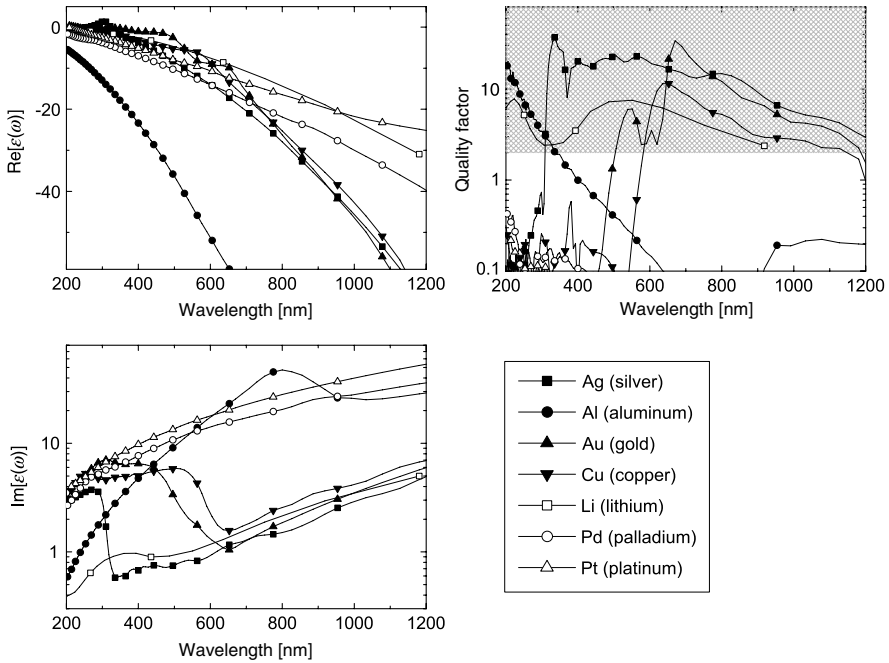 0
-20
-40
Re[ε(ω)]
200
400
600
800
1000
Wavelength [nm]
10
1
0.1
Quality factor
200
400
600
800
1000
1200
Wavelength [nm]
10
1
Im[ε(ω)]
200
400
600
800
1000
1200
Wavelength [nm]
Ag (silver)
Al (aluminum)
Au (gold)
Cu (copper)
Li (lithium)
Pd (palladium)
Pt (platinum)